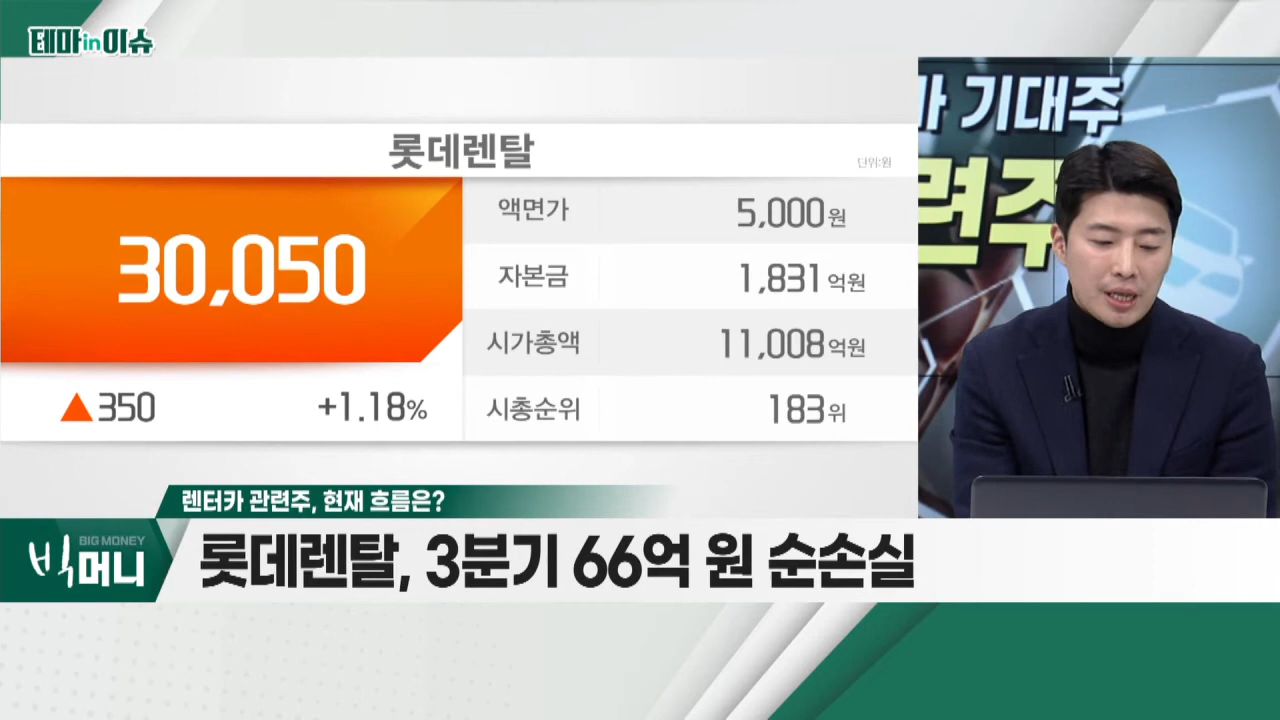 테마in이슈
롯데렌탈
단위:원
30,050
▲350 +1.18%
액면가 5,000원
자본금 1,831억원
시가총액 11,008억원
시총순위 183위
기대주
렌터카 관련주, 현재 흐름은?
BIG MONEY
빅머니
롯데렌탈, 3분기 66억 원 순손실